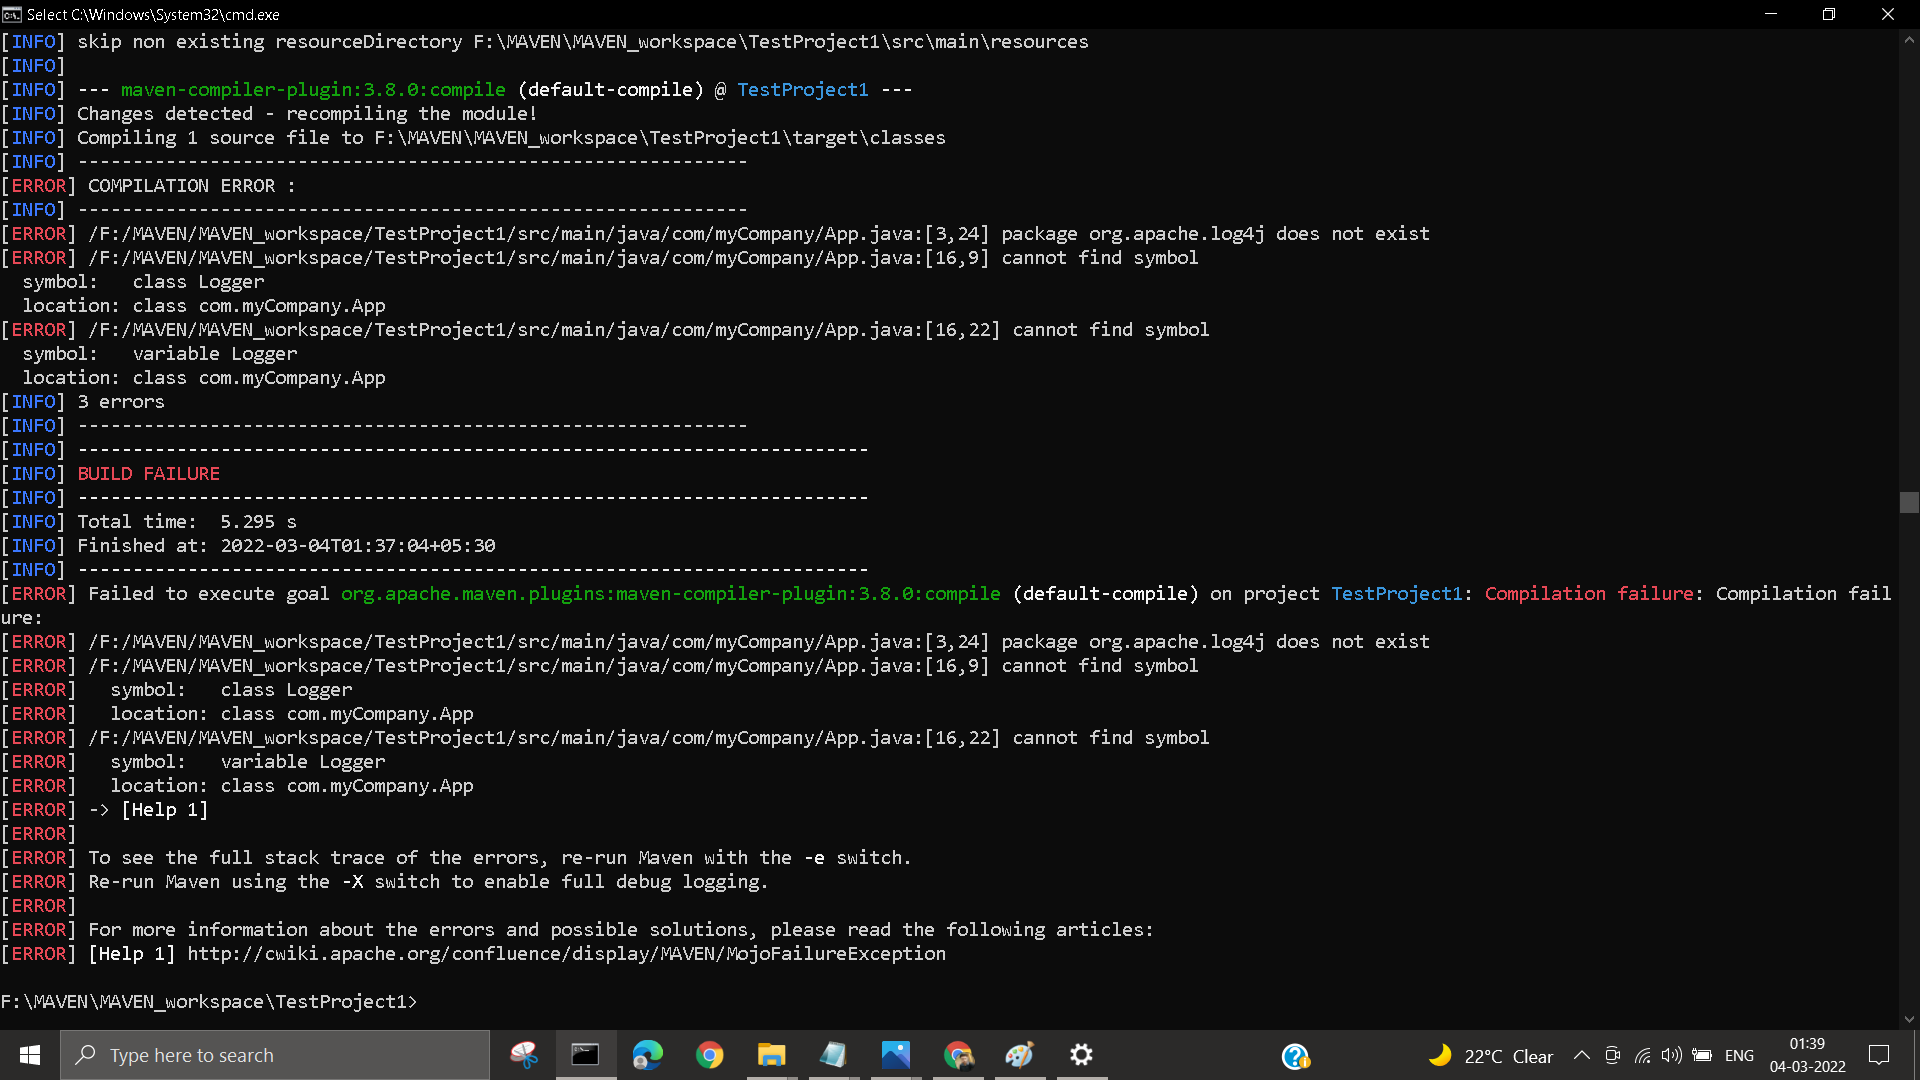 Select C:\Windows\System32\cmd.exe
[INFO] skip non existing resourceDirectory F:\MAVEN\MAVEN_workspace\TestProject1\src\main\resources
[INFO]
[INFO] --- maven-compiler-plugin:3.8.0:compile (default-compile) @ TestProject1 ---
[INFO] Changes detected - recompiling the module!
[INFO] Compiling 1 source file to F:\MAVEN\MAVEN_workspace\TestProject1\target\classes
[INFO] -------------------------------------------------------------
[ERROR] COMPILATION ERROR :
[INFO] -------------------------------------------------------------
[ERROR] /F:/MAVEN/MAVEN_workspace/TestProject1/src/main/java/com/myCompany/App.java:[3,24] package org.apache.log4j does not exist
[ERROR] /F:/MAVEN/MAVEN_workspace/TestProject1/src/main/java/com/myCompany/App.java:[16,9] cannot find symbol
  symbol:   class Logger
  location: class com.myCompany.App
[ERROR] /F:/MAVEN/MAVEN_workspace/TestProject1/src/main/java/com/myCompany/App.java:[16,22] cannot find symbol
  symbol:   variable Logger
  location: class com.myCompany.App
[INFO] 3 errors
[INFO] -------------------------------------------------------------
[INFO] ------------------------------------------------------------------------
[INFO] BUILD FAILURE
[INFO] ------------------------------------------------------------------------
[INFO] Total time:  5.295 s
[INFO] Finished at: 2022-03-04T01:37:04+05:30
[INFO] ------------------------------------------------------------------------
[ERROR] Failed to execute goal org.apache.maven.plugins:maven-compiler-plugin:3.8.0:compile (default-compile) on project TestProject1: Compilation failure: Compilation fail
ure:
[ERROR] /F:/MAVEN/MAVEN_workspace/TestProject1/src/main/java/com/myCompany/App.java:[3,24] package org.apache.log4j does not exist
[ERROR] /F:/MAVEN/MAVEN_workspace/TestProject1/src/main/java/com/myCompany/App.java:[16,9] cannot find symbol
[ERROR]   symbol:   class Logger
[ERROR]   location: class com.myCompany.App
[ERROR] /F:/MAVEN/MAVEN_workspace/TestProject1/src/main/java/com/myCompany/App.java:[16,22] cannot find symbol
[ERROR]   symbol:   variable Logger
[ERROR]   location: class com.myCompany.App
[ERROR] -> [Help 1]
[ERROR]
[ERROR] To see the full stack trace of the errors, re-run Maven with the -e switch.
[ERROR] Re-run Maven using the -X switch to enable full debug logging.
[ERROR]
[ERROR] For more information about the errors and possible solutions, please read the following articles:
[ERROR] [Help 1] http://cwiki.apache.org/confluence/display/MAVEN/MojoFailureException
F:\MAVEN\MAVEN_workspace\TestProject1>
Type here to search
22°C Clear
ENG
01:39
04-03-2022